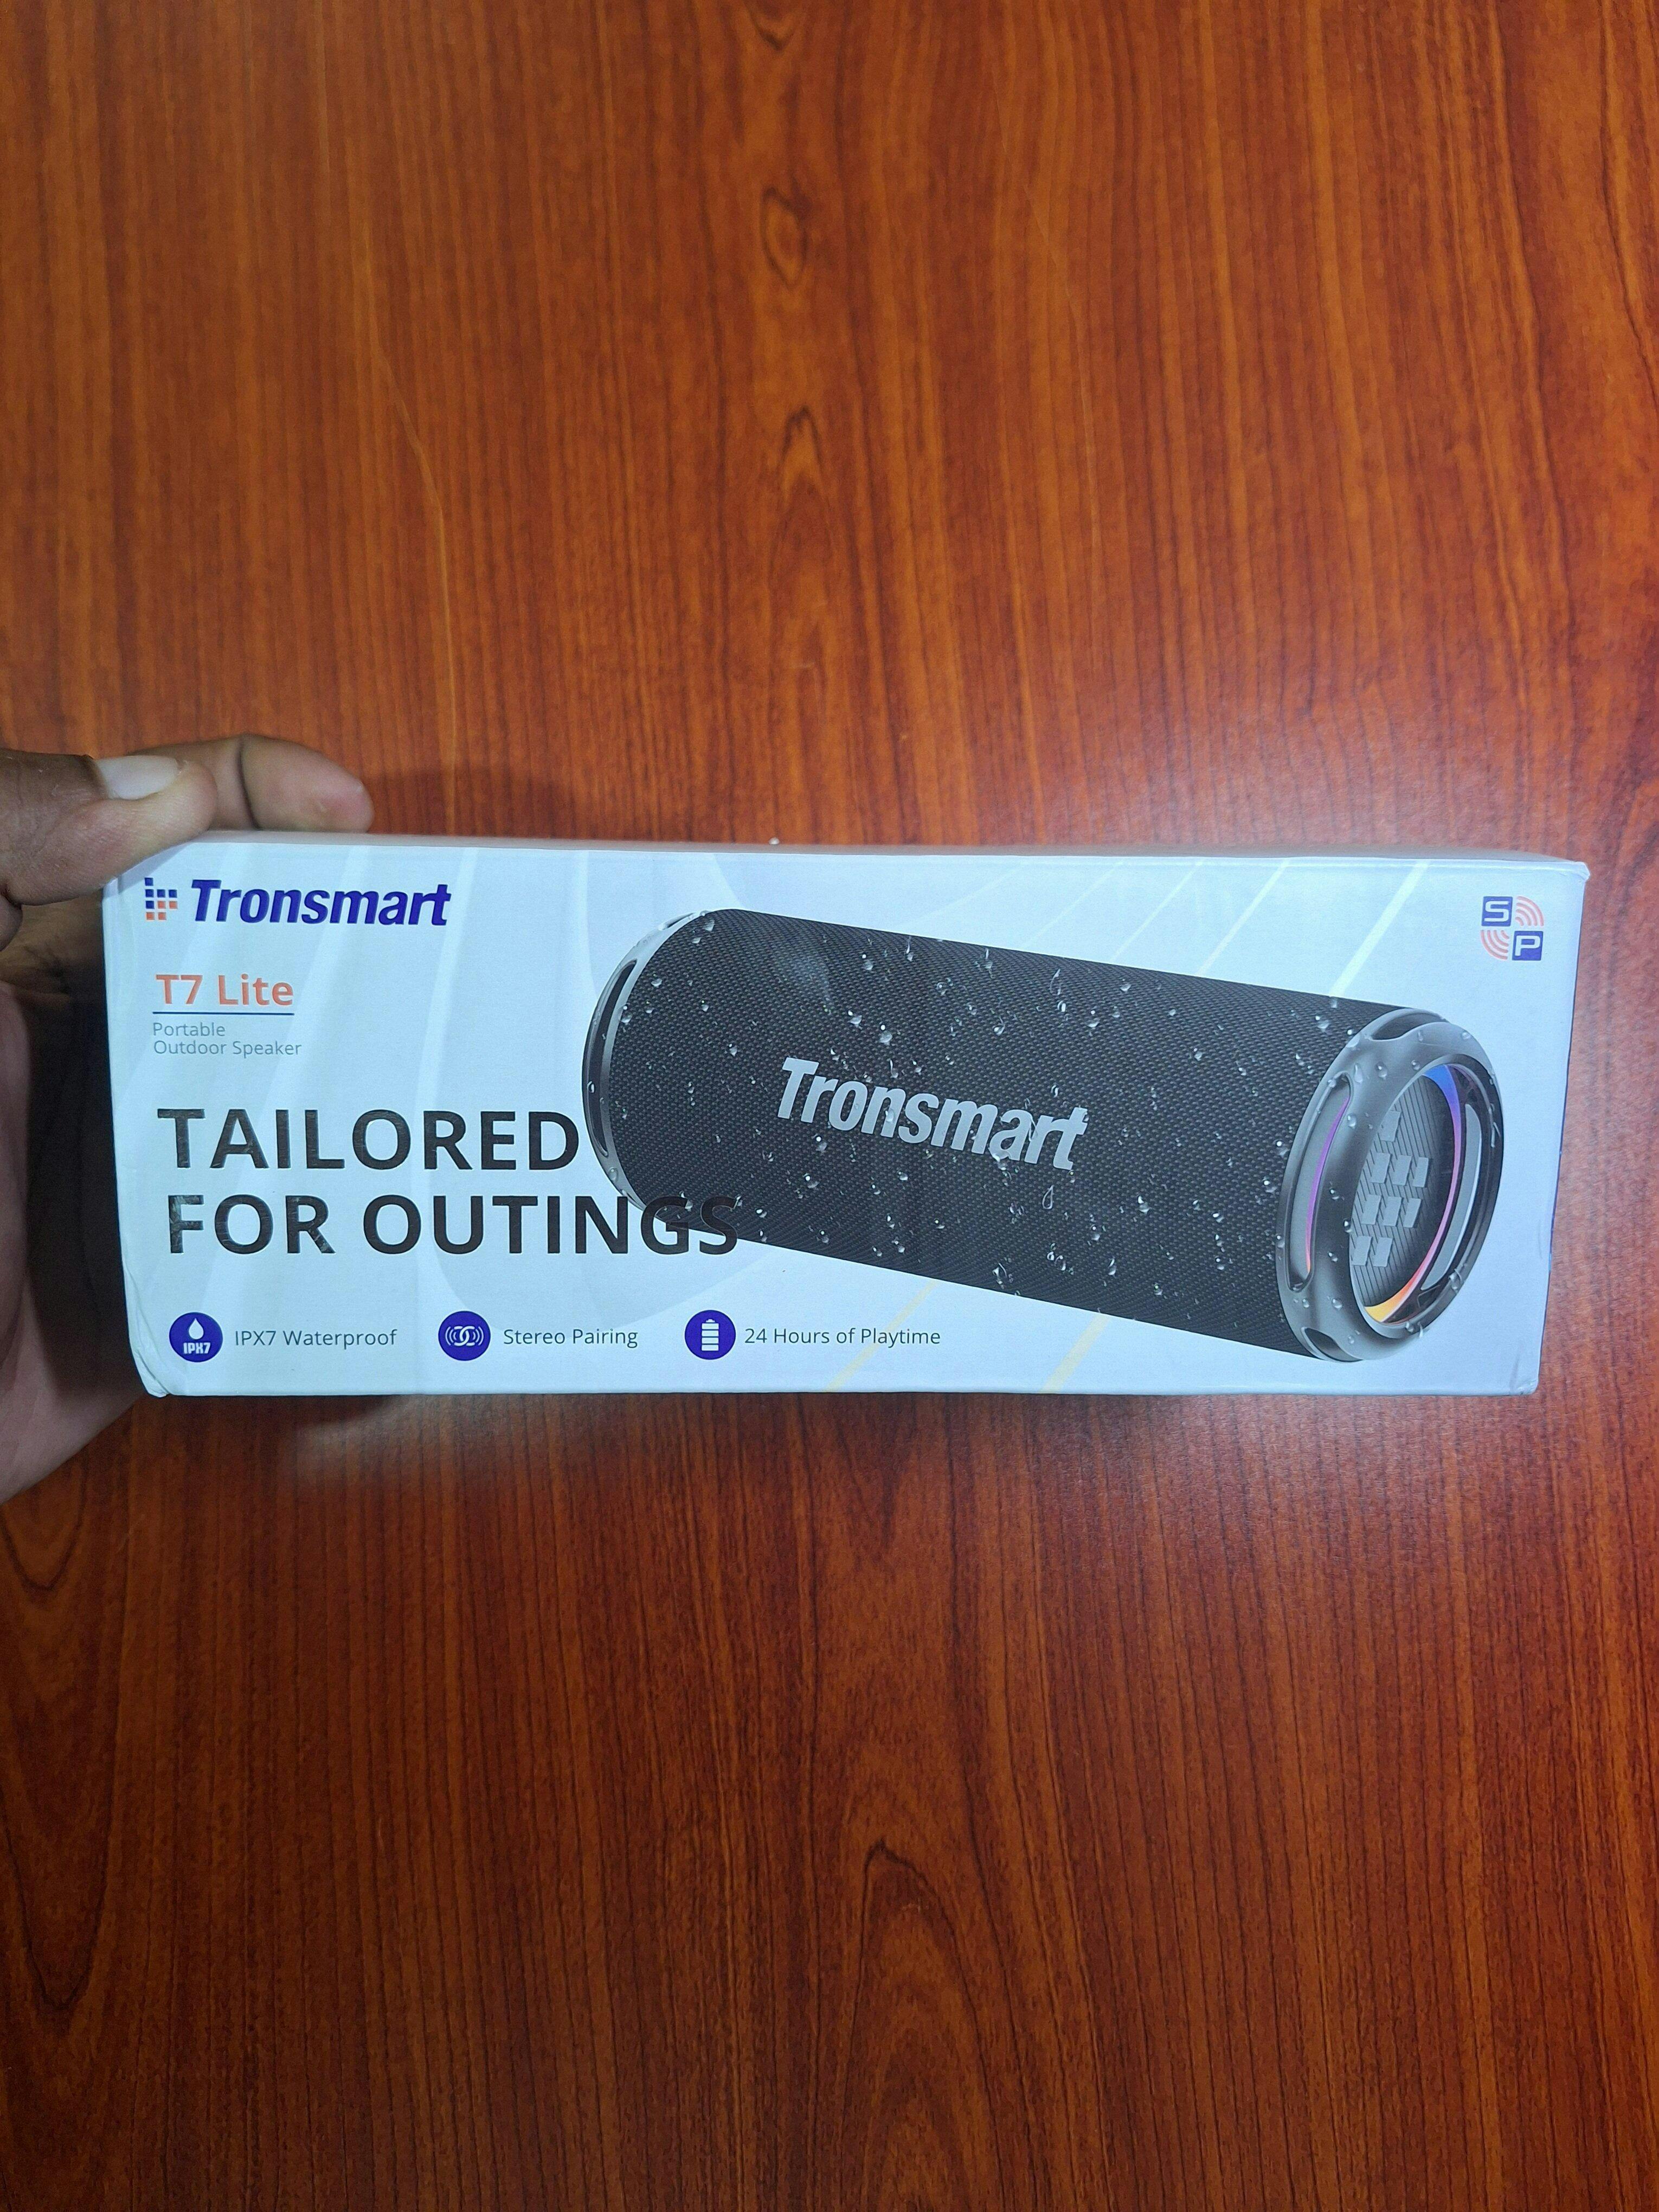 Tronsmart
T7 Lite
Portable
Outdoor Speaker
TAILORED
FOR OUTINGS
Tronsmart
S
P
IPX7
IPX7 Waterproof
Stereo Pairing
24 Hours of Playtime